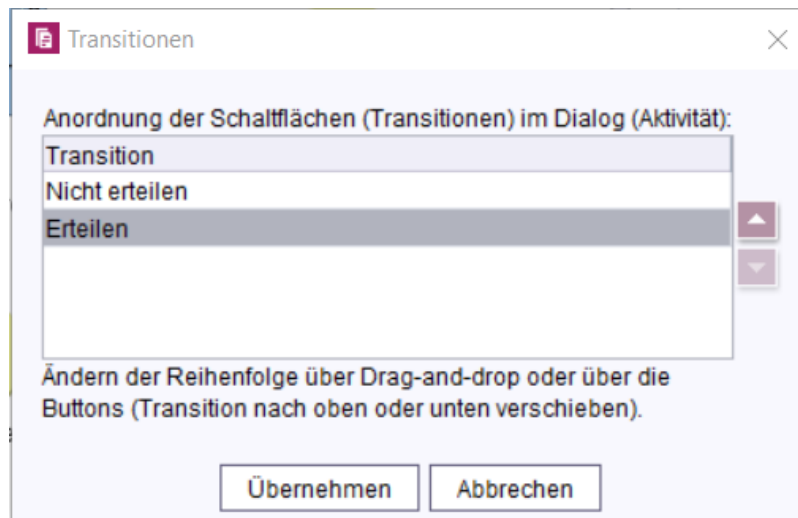 Transitionen
Anordnung der Schaltflächen (Transitionen) im Dialog (Aktivität):
Transition
Nicht erteilen
Erteilen
Ändern der Reihenfolge über Drag-and-drop oder über die
Buttons (Transition nach oben oder unten verschieben).
Übernehmen
Abbrechen